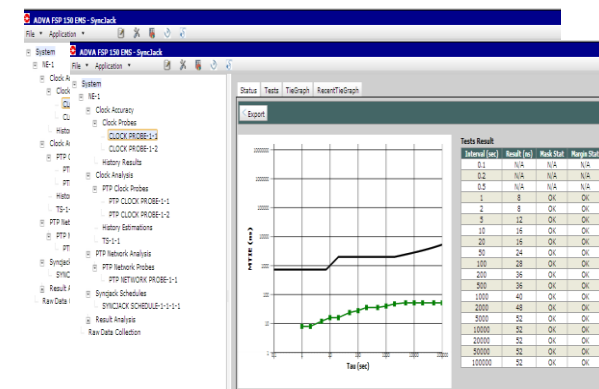 ADVA FSP 150 EMS - SyncJack
File Application
System
NE-1
ADVA FSP 150 EMS - SyncJack
File Application
System
NE-1
Clock Accuracy
Clock Probes
CLOCK PROBE-1-1
CLOCK PROBE-1-2
History Results
Clock Analysis
PTP Clock Probes
PTP CLOCK PROBE-1-1
PTP CLOCK PROBE-1-2
History Estimations
TS-1-1
PTP Network Analysis
PTP Network Probes
PTP NETWORK PROBE-1-1
Syncjack Schedules
SYNCJACK SCHEDULE-1-1-1-1
Result Analysis
Raw Data Collection
Status Tests TieGraph RecentTieGraph
Export
MTIE (ns)
Tau (sec)
Tests Result
Interval [sec] Result [ns] Mask Stat Margin Stat
0.1 N/A N/A N/A
0.2 N/A N/A N/A
0.5 N/A N/A N/A
1 8 OK OK
2 8 OK OK
5 12 OK OK
10 16 OK OK
20 16 OK OK
50 24 OK OK
100 28 OK OK
200 36 OK OK
500 36 OK OK
1000 40 OK OK
2000 48 OK OK
5000 52 OK OK
10000 52 OK OK
20000 52 OK OK
50000 52 OK OK
100000 52 OK OK